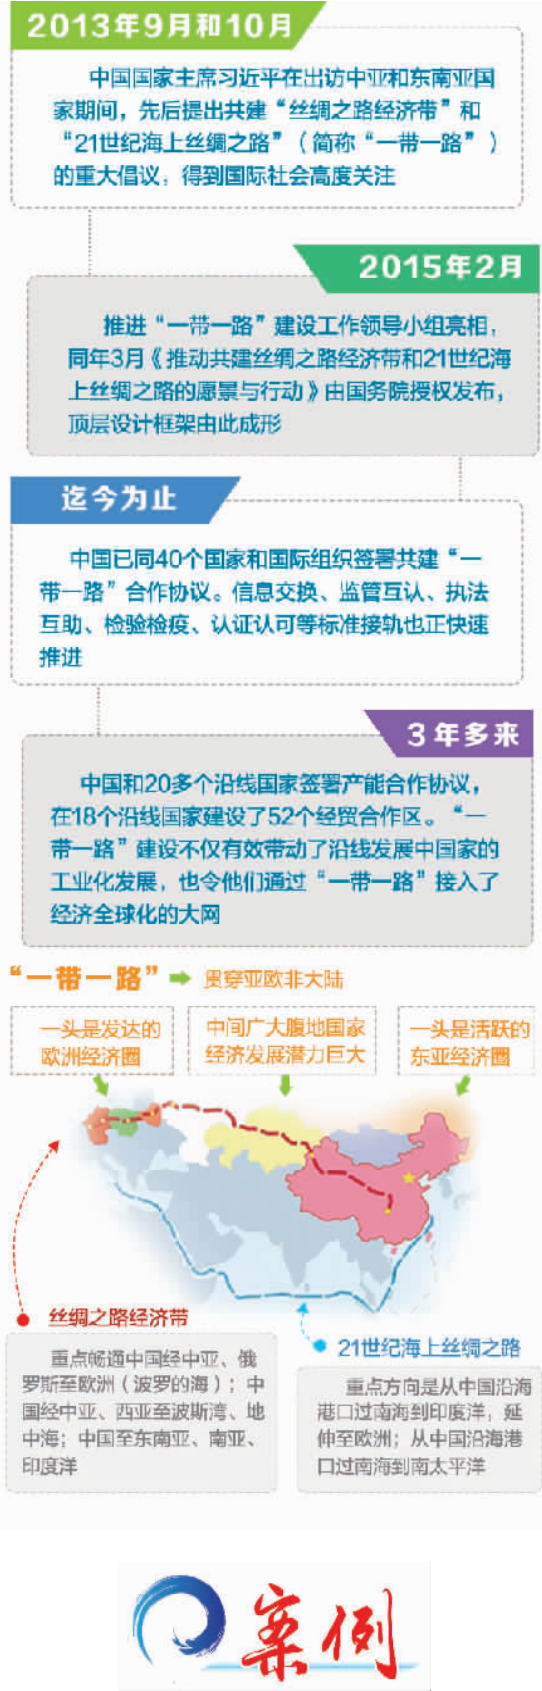 2013年9月和10月
中国国家主席习近平在出访中亚和东南亚国
家期间，先后提出共建“丝绸之路经济带”和
“21世纪海上丝绸之路”（简称“一带一路”）
的重大倡议，得到国际社会高度关注
2015年2月
推进“一带一路”建设工作领导小组亮相，
同年3月《推动共建丝绸之路经济带和21世纪海
上丝绸之路的愿景与行动》由国务院授权发布，
顶层设计框架由此成形
迄今为止
中国已同40个国家和国际组织签署共建“一
带一路”合作协议。信息交换、监管互认、执法
互助、检验检疫、认证认可等标准接轨也正快速
推进
3年多来
中国和20多个沿线国家签署产能合作协议，
在18个沿线国家建设了52个经贸合作区。“一
带一路”建设不仅有效带动了沿线发展中国家的
工业化发展，也令他们通过“一带一路”接入了
经济全球化的大网
“一带一路” 贯穿亚欧非大陆
一头是发达的
欧洲经济圈
中间广大腹地国家
经济发展潜力巨大
一头是活跃的
东亚经济圈
丝绸之路经济带
重点畅通中国经中亚、俄
罗斯至欧洲（波罗的海）；中
国经中亚、西亚至波斯湾、地
中海；中国至东南亚、南亚、
印度洋
21世纪海上丝绸之路
重点方向是从中国沿海
港口过南海到印度洋，延
伸至欧洲；从中国沿海港
口过南海到南太平洋
案例